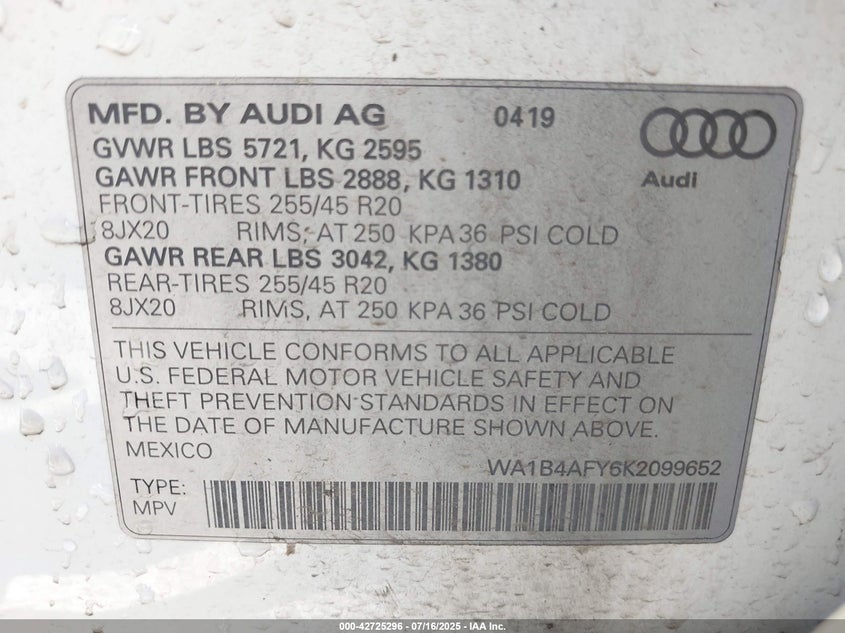 MFD. BY AUDI AG 0419
GVWR LBS 5721, KG 2595
GAWR FRONT LBS 2888, KG 1310
Audi
FRONT-TIRES 255/45 R20
8JX20 RIMS, AT 250 KPA 36 PSI COLD
GAWR REAR LBS 3042, KG 1380
REAR-TIRES 255/45 R20
8JX20 RIMS, AT 250 KPA 36 PSI COLD
THIS VEHICLE CONFORMS TO ALL APPLICABLE
U.S. FEDERAL MOTOR VEHICLE SAFETY AND
THEFT PREVENTION STANDARDS IN EFFECT ON
THE DATE OF MANUFACTURE SHOWN ABOVE.
MEXICO
WA1B4AFY6K2099652
TYPE:
MPV
000-42725296 - 07/16/2025 - IAA Inc.